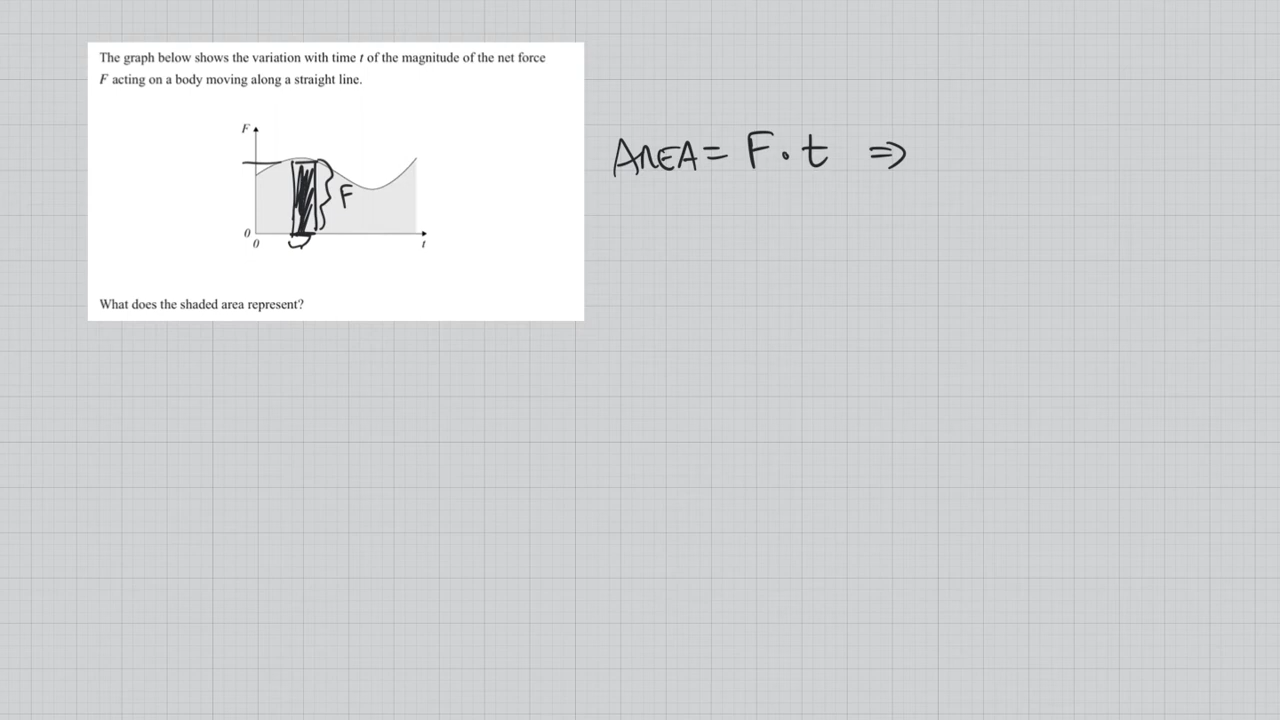 The graph below shows the variation with time t of the magnitude of the net force
F acting on a body moving along a straight line.
F
F
0
0
t
What does the shaded area represent?
AREA = F · t ⇒